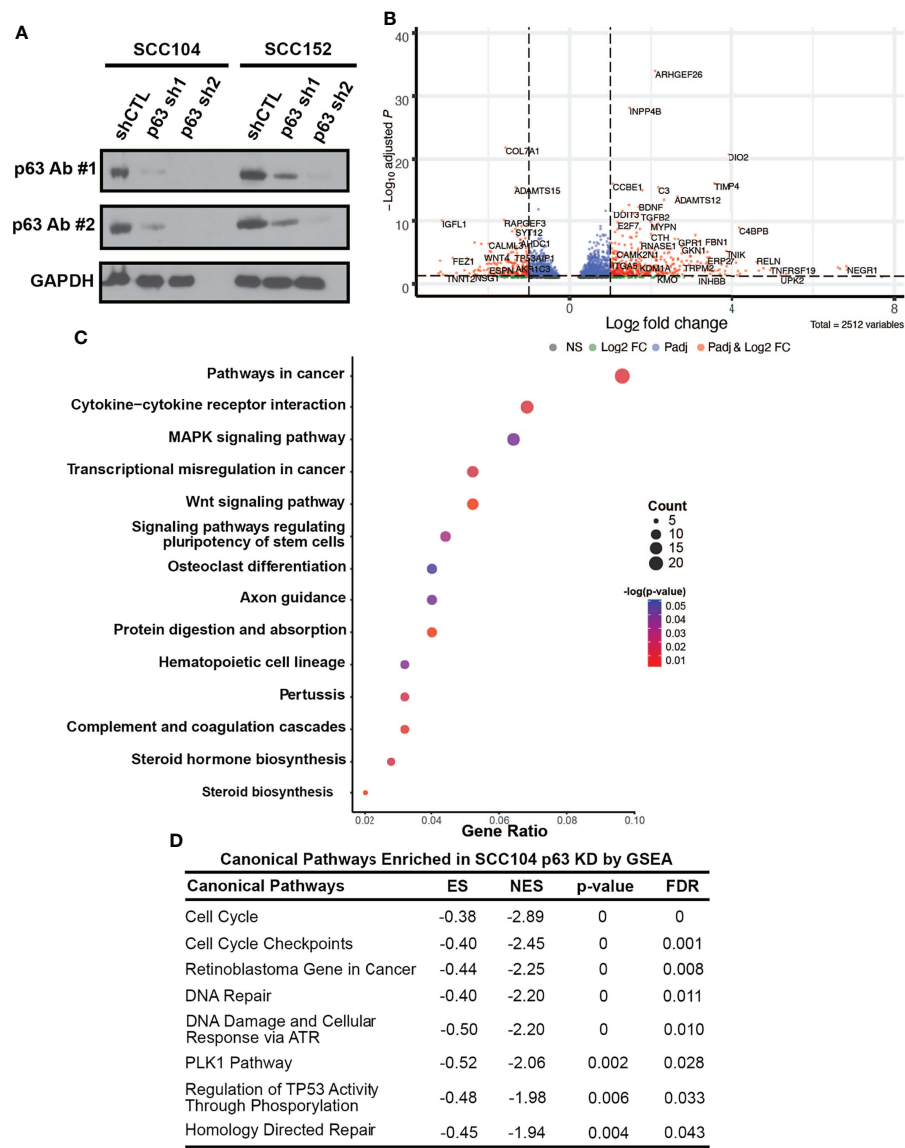 A
SCC104
SCC152
shCTL
p63 sh1
p63 sh2
shCTL
p63 sh1
p63 sh2
p63 Ab #1
p63 Ab #2
GAPDH
B
40
30
20
10
0
−Log10 adjusted P
ARHGEF26
INPP4B
COL7A1
DIO2
ADAMTS15
CCBE1
C3
TIMP4
ADAMTS12
BDNF
DDIT3
TGFB2
IGFL1
RAPGEF3
E2F7
MYPN
C4BPB
SYT12
CTH
AHDC1
GPR1
FBN1
CALML3
RNASE1
GKN1
WNT4
TP53AIP1
CAMK2N1
TNIK
FEZ1
ERP27
RELN
ESPN
AKR1C3
ITGA5
KDM1A
TRPM2
TNFRSF19
NEGR1
TNN12
NSG1
KMO
INHBB
UPK2
0
4
8
Log2 fold change
Total = 2512 variables
NS
Log2 FC
Padj
Padj & Log2 FC
C
Pathways in cancer
Cytokine−cytokine receptor interaction
MAPK signaling pathway
Transcriptional misregulation in cancer
Wnt signaling pathway
Signaling pathways regulating
pluripotency of stem cells
Osteoclast differentiation
Axon guidance
Protein digestion and absorption
Hematopoietic cell lineage
Pertussis
Complement and coagulation cascades
Steroid hormone biosynthesis
Steroid biosynthesis
Count
5
10
15
20
-log(p-value)
0.05
0.04
0.03
0.02
0.01
0.02
0.04
0.06
0.08
0.10
Gene Ratio
D
Canonical Pathways Enriched in SCC104 p63 KD by GSEA
Canonical Pathways ES NES p-value FDR
Cell Cycle -0.38 -2.89 0 0
Cell Cycle Checkpoints -0.40 -2.45 0 0.001
Retinoblastoma Gene in Cancer -0.44 -2.25 0 0.008
DNA Repair -0.40 -2.20 0 0.011
DNA Damage and Cellular
Response via ATR -0.50 -2.20 0 0.010
PLK1 Pathway -0.52 -2.06 0.002 0.028
Regulation of TP53 Activity
Through Phosporylation -0.48 -1.98 0.006 0.033
Homology Directed Repair -0.45 -1.94 0.004 0.043